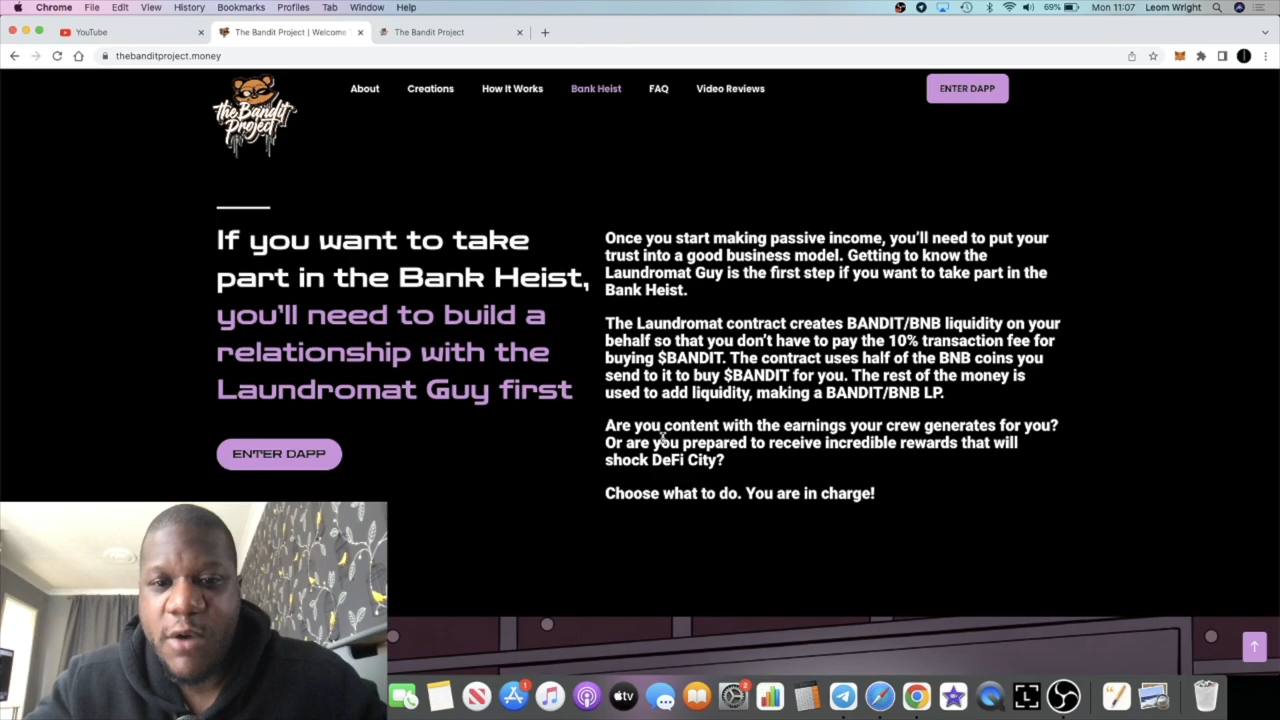 Chrome File Edit View History Bookmarks Profiles Tab Window Help 69% Mon 11:07 Leom Wright
YouTube The Bandit Project | Welcome The Bandit Project
thebanditproject.money
The Bandit Project
About Creations How It Works Bank Heist FAQ Video Reviews ENTER DAPP
If you want to take
part in the Bank Heist,
you'll need to build a
relationship with the
Laundromat Guy first
ENTER DAPP
Once you start making passive income, you'll need to put your
trust into a good business model. Getting to know the
Laundromat Guy is the first step if you want to take part in the
Bank Heist.
The Laundromat contract creates BANDIT/BNB liquidity on your
behalf so that you don't have to pay the 10% transaction fee for
buying $BANDIT. The contract uses half of the BNB coins you
send to it to buy $BANDIT for you. The rest of the money is
used to add liquidity, making a BANDIT/BNB LP.
Are you content with the earnings your crew generates for you?
Or are you prepared to receive incredible rewards that will
shock DeFi City?
Choose what to do. You are in charge!
1
tv
2
L